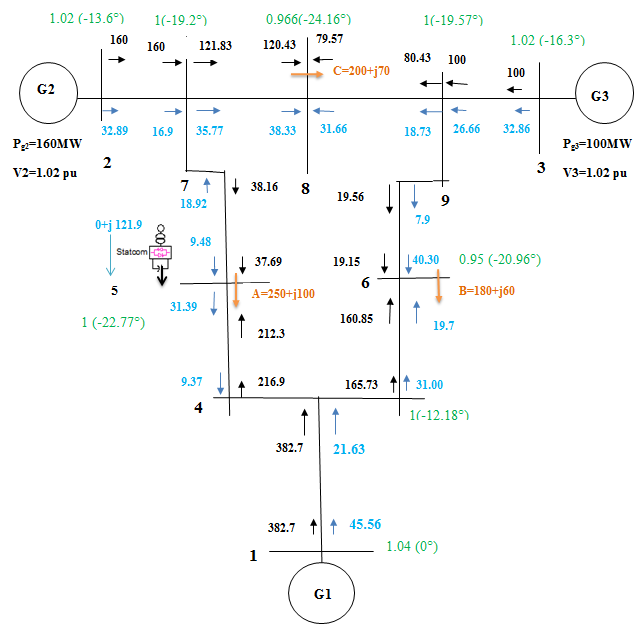 1.02 (-13.6°) 1(-19.2°) 0.966(-24.16°) 1(-19.57°)
160 160 121.83 120.43 79.57 1.02 (-16.3°)
80.43 100
C=200+j70 100
G2 G3
32.89 16.9 35.77 38.33 31.66 18.73 26.66 32.86
Pg2=160MW Pg3=100MW
2 3
V2=1.02 pu V3=1.02 pu
7 38.16 8 19.56 9
18.92
7.9
0+j 121.9
9.48
Statcom 37.69 19.15 40.30 0.95 (-20.96°)
6
5 A=250+j100 B=180+j60
31.39
1 (-22.77°) 160.85 19.7
212.3
9.37 216.9 165.73 31.00
4
1(-12.18°)
382.7 21.63
382.7 45.56
1 1.04 (0°)
G1